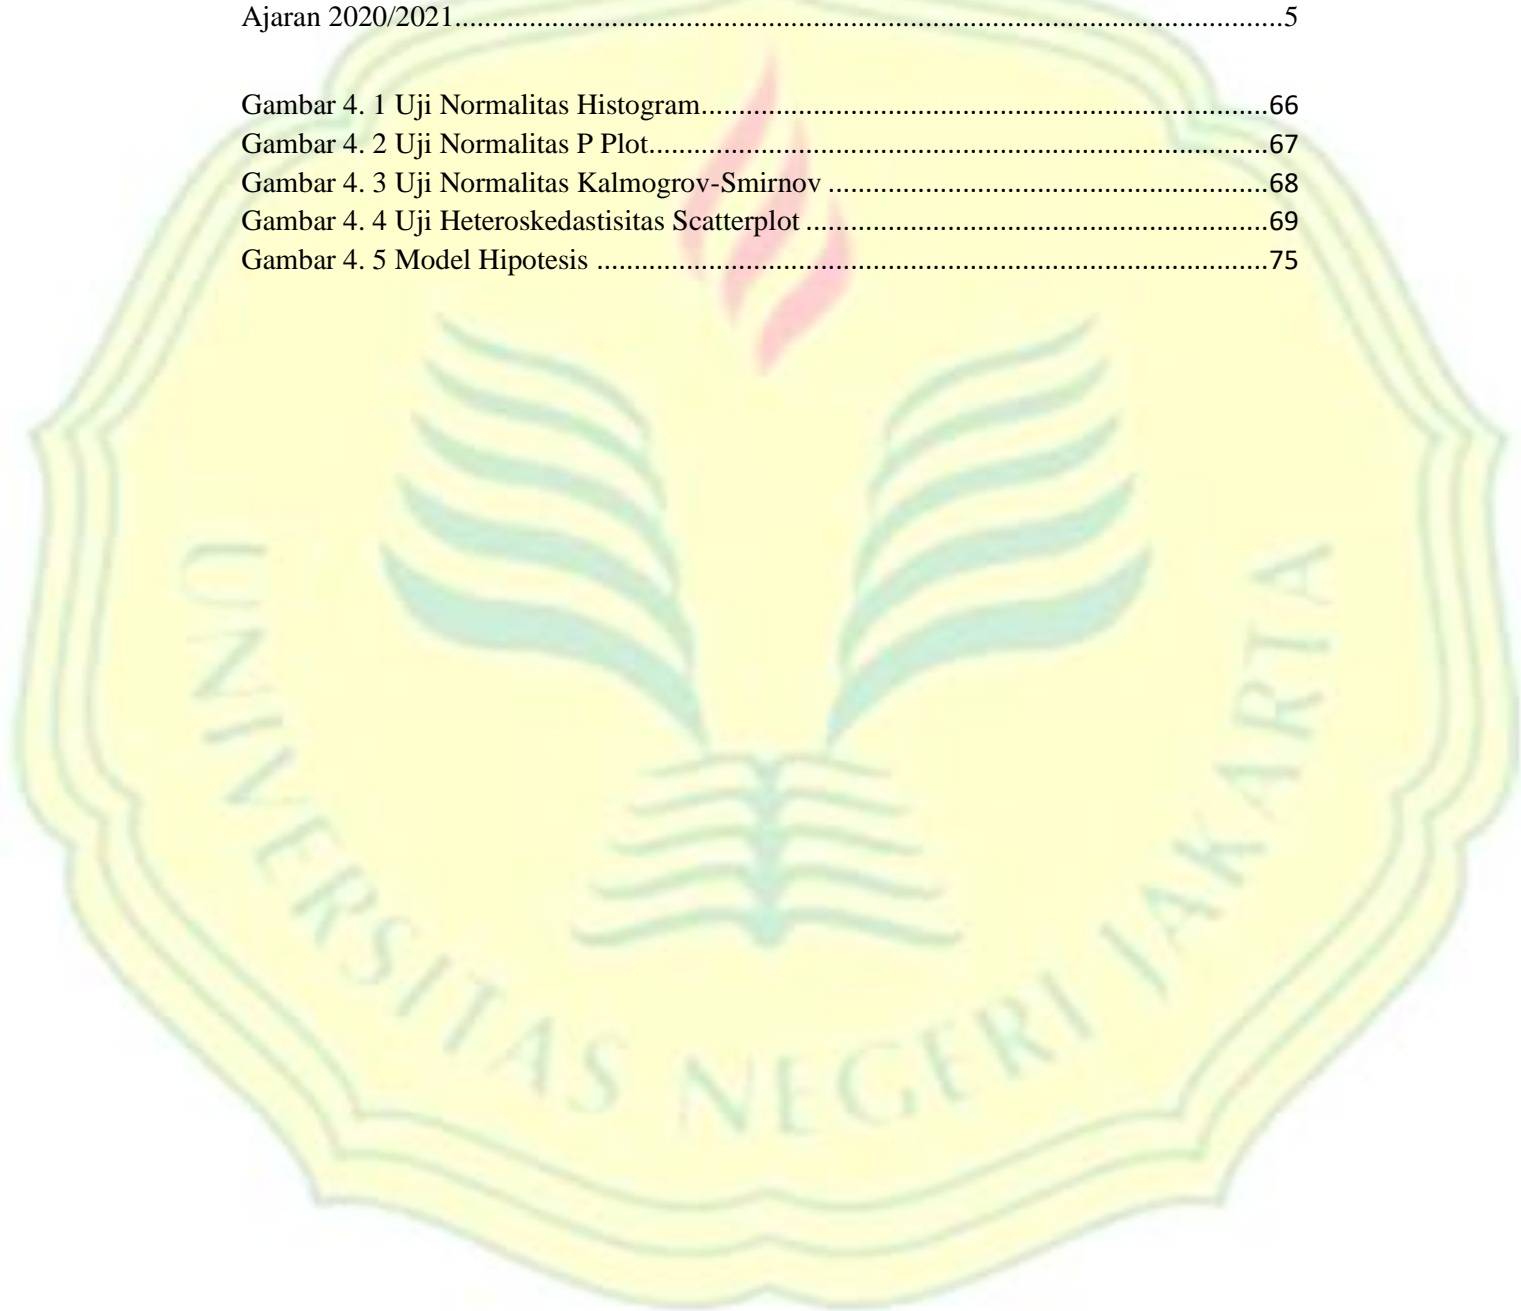 Ajaran 2020/2021..........................................................................................................5
Gambar 4. 1 Uji Normalitas Histogram..........................................................................66
Gambar 4. 2 Uji Normalitas P Plot.................................................................................67
Gambar 4. 3 Uji Normalitas Kalmogrov-Smirnov ..........................................................68
Gambar 4. 4 Uji Heteroskedastisitas Scatterplot .............................................................69
Gambar 4. 5 Model Hipotesis .........................................................................................75
UNIVERSITAS NEGERI JAKARTA